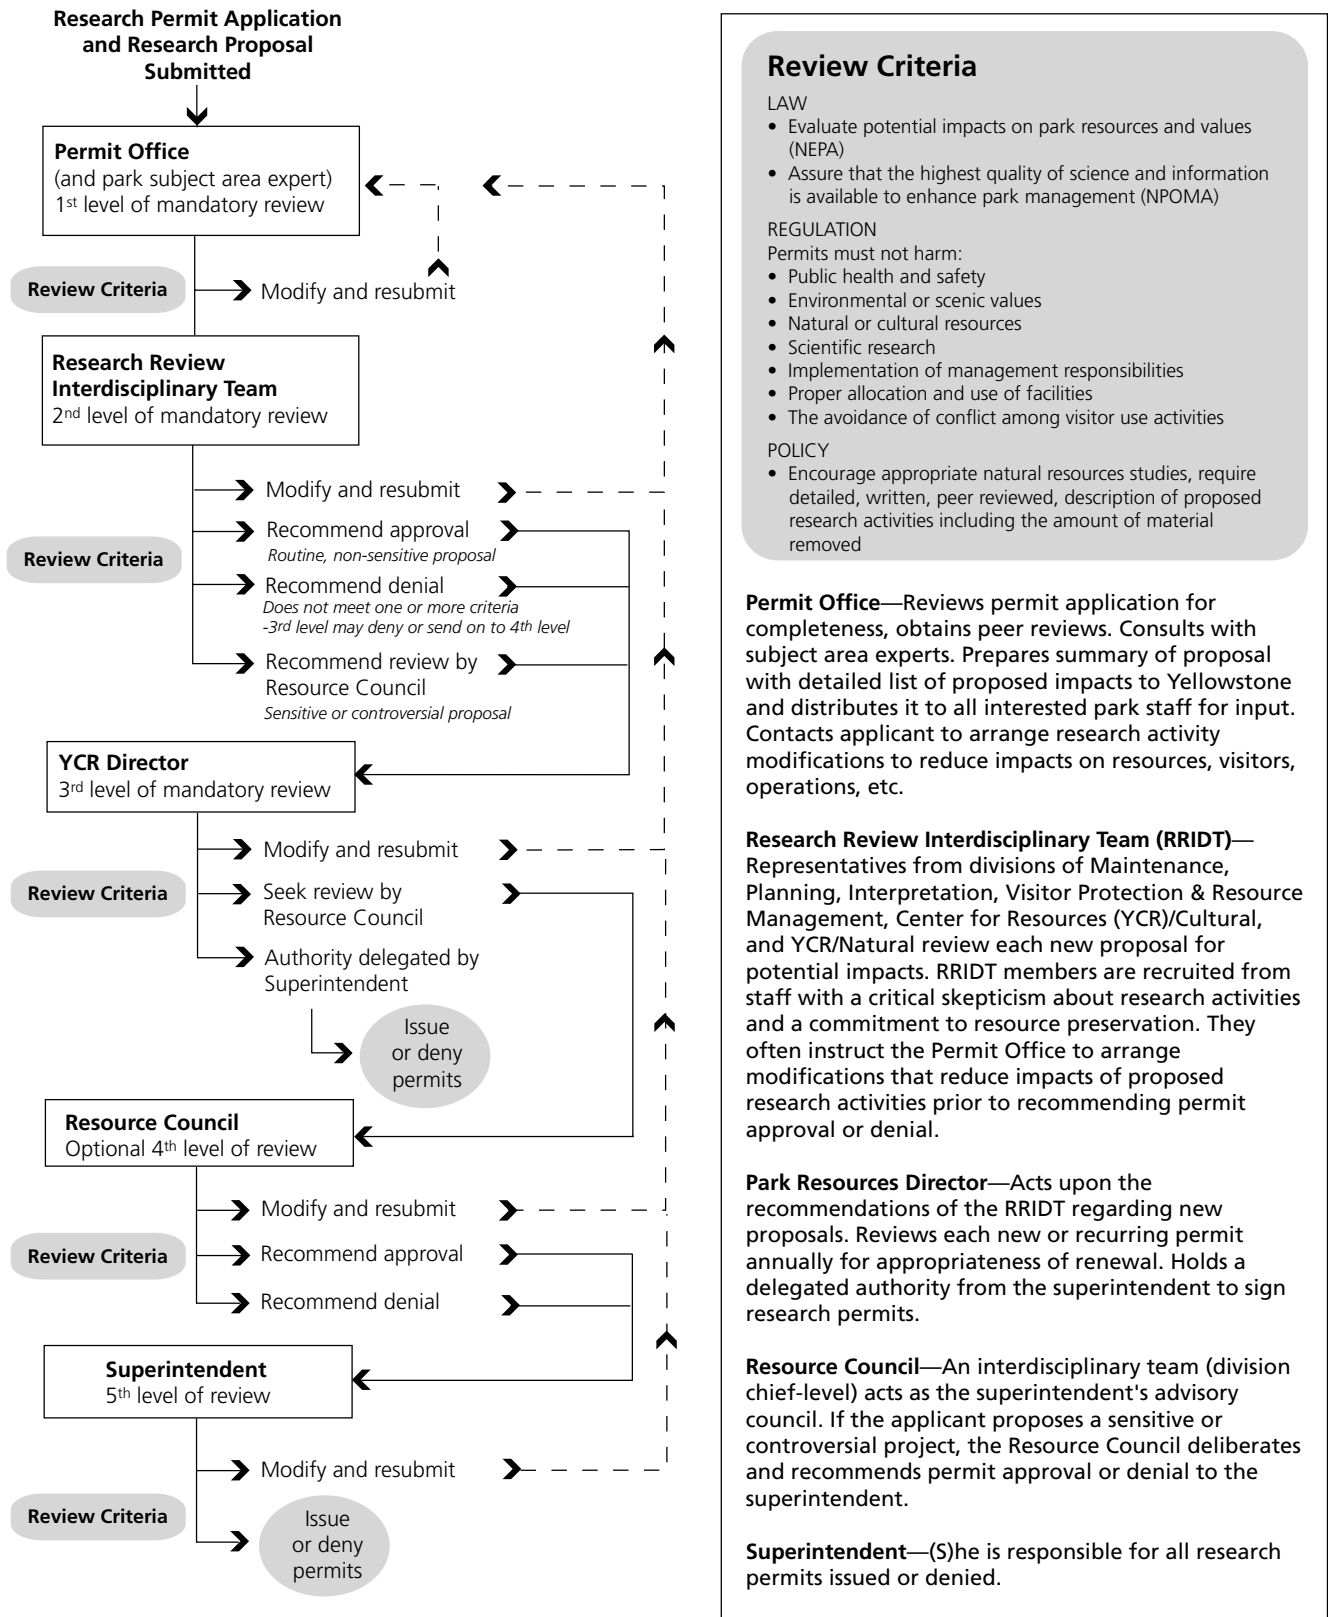 Research Permit Application
and Research Proposal
Submitted
Permit Office
(and park subject area expert)
1st level of mandatory review
Review Criteria
Modify and resubmit
Research Review
Interdisciplinary Team
2nd level of mandatory review
Modify and resubmit
Recommend approval
Routine, non-sensitive proposal
Review Criteria
Recommend denial
Does not meet one or more criteria
-3rd level may deny or send on to 4th level
Recommend review by
Resource Council
Sensitive or controversial proposal
YCR Director
3rd level of mandatory review
Modify and resubmit
Review Criteria
Seek review by
Resource Council
Authority delegated by
Superintendent
Issue
or deny
permits
Resource Council
Optional 4th level of review
Modify and resubmit
Review Criteria
Recommend approval
Recommend denial
Superintendent
5th level of review
Modify and resubmit
Review Criteria
Issue
or deny
permits
Review Criteria
LAW
• Evaluate potential impacts on park resources and values
(NEPA)
• Assure that the highest quality of science and information
is available to enhance park management (NPOMA)
REGULATION
Permits must not harm:
• Public health and safety
• Environmental or scenic values
• Natural or cultural resources
• Scientific research
• Implementation of management responsibilities
• Proper allocation and use of facilities
• The avoidance of conflict among visitor use activities
POLICY
• Encourage appropriate natural resources studies, require
detailed, written, peer reviewed, description of proposed
research activities including the amount of material
removed
Permit Office—Reviews permit application for
completeness, obtains peer reviews. Consults with
subject area experts. Prepares summary of proposal
with detailed list of proposed impacts to Yellowstone
and distributes it to all interested park staff for input.
Contacts applicant to arrange research activity
modifications to reduce impacts on resources, visitors,
operations, etc.
Research Review Interdisciplinary Team (RRIDT)—
Representatives from divisions of Maintenance,
Planning, Interpretation, Visitor Protection & Resource
Management, Center for Resources (YCR)/Cultural,
and YCR/Natural review each new proposal for
potential impacts. RRIDT members are recruited from
staff with a critical skepticism about research activities
and a commitment to resource preservation. They
often instruct the Permit Office to arrange
modifications that reduce impacts of proposed
research activities prior to recommending permit
approval or denial.
Park Resources Director—Acts upon the
recommendations of the RRIDT regarding new
proposals. Reviews each new or recurring permit
annually for appropriateness of renewal. Holds a
delegated authority from the superintendent to sign
research permits.
Resource Council—An interdisciplinary team (division
chief-level) acts as the superintendent's advisory
council. If the applicant proposes a sensitive or
controversial project, the Resource Council deliberates
and recommends permit approval or denial to the
superintendent.
Superintendent—(S)he is responsible for all research
permits issued or denied.